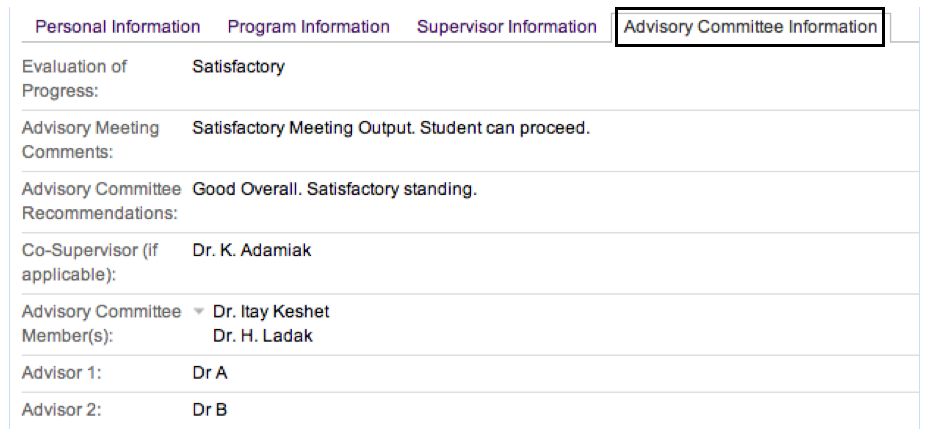 Personal Information Program Information Supervisor Information Advisory Committee Information
Evaluation of Satisfactory
Progress:
Advisory Meeting Satisfactory Meeting Output. Student can proceed.
Comments:
Advisory Committee Good Overall. Satisfactory standing.
Recommendations:
Co-Supervisor (if Dr. K. Adamiak
applicable):
Advisory Committee Dr. Itay Keshet
Member(s): Dr. H. Ladak
Advisor 1: Dr A
Advisor 2: Dr B